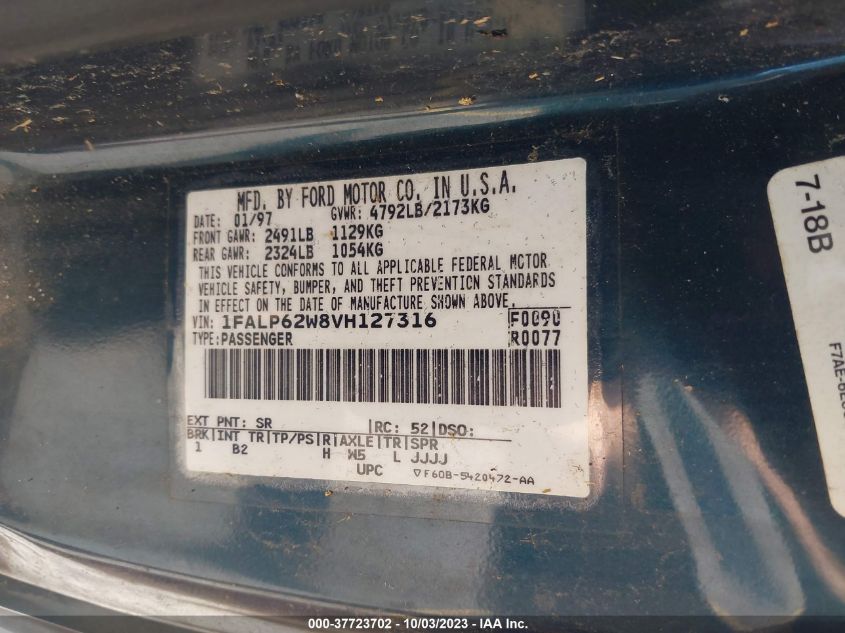 MFD. BY FORD MOTOR CO. IN U.S.A.
DATE: 01/97 GVWR: 4792LB/2173KG
FRONT GAWR: 2491LB 1129KG
REAR GAWR: 2324LB 1054KG
THIS VEHICLE CONFORMS TO ALL APPLICABLE FEDERAL MOTOR
VEHICLE SAFETY, BUMPER, AND THEFT PREVENTION STANDARDS
IN EFFECT ON THE DATE OF MANUFACTURE SHOWN ABOVE.
VIN: 1FALP62W8VH127316 F0090
TYPE: PASSENGER R0077
EXT PNT: SR RC: 52 DSO:
BRK INT TR TP/PS R AXLE TR SPR
1 B2 H W5 L JJJJ
UPC ▽F60B-5420472-AA
7-18B
000-37723702 - 10/03/2023 - IAA Inc.